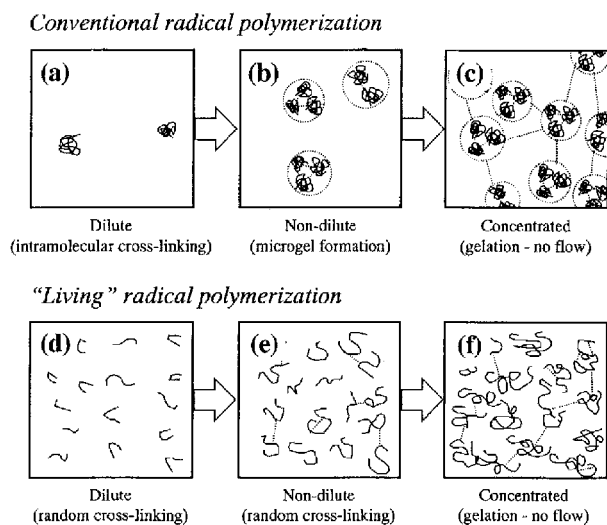 Conventional radical polymerization
(a) (b) (c)
Dilute Non-dilute Concentrated
(intramolecular cross-linking) (microgel formation) (gelation - no flow)
"Living" radical polymerization
(d) (e) (f)
Dilute Non-dilute Concentrated
(random cross-linking) (random cross-linking) (gelation - no flow)